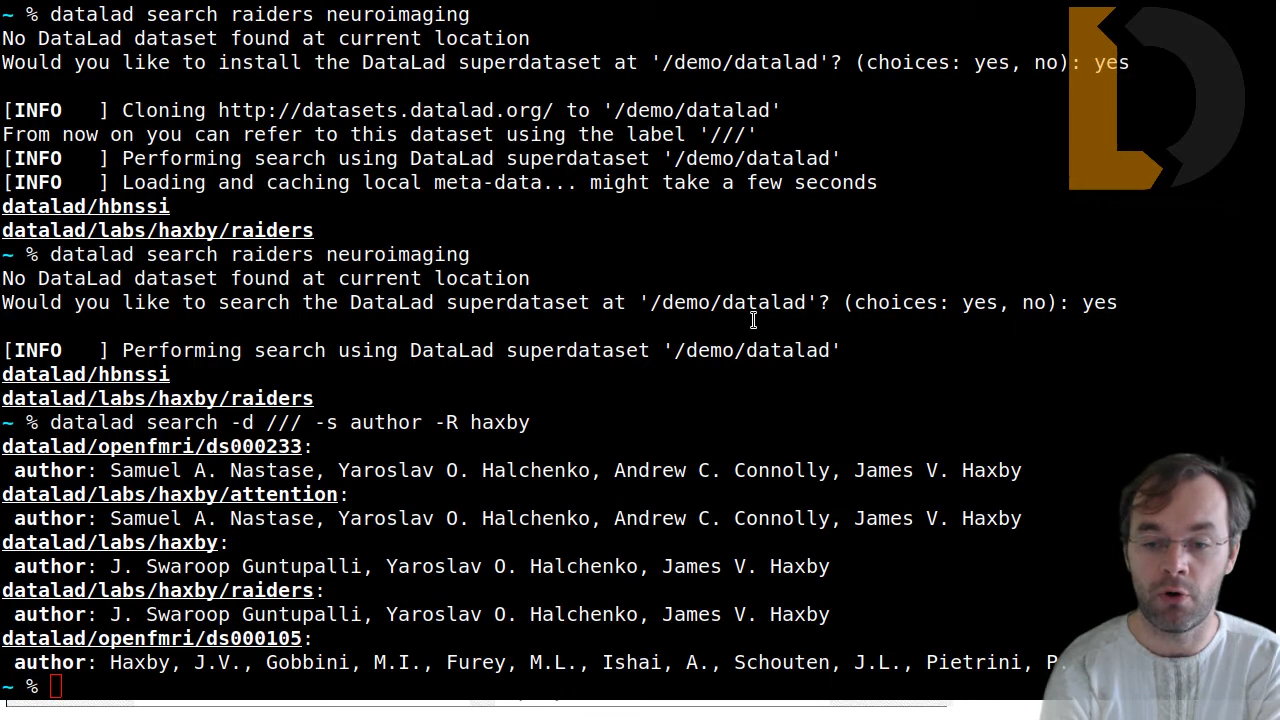 ~ % datalad search raiders neuroimaging
No DataLad dataset found at current location
Would you like to install the DataLad superdataset at '/demo/datalad'? (choices: yes, no): yes
[INFO   ] Cloning http://datasets.datalad.org/ to '/demo/datalad'
From now on you can refer to this dataset using the label '///'
[INFO   ] Performing search using DataLad superdataset '/demo/datalad'
[INFO   ] Loading and caching local meta-data... might take a few seconds
datalad/hbnssi
datalad/labs/haxby/raiders
~ % datalad search raiders neuroimaging
No DataLad dataset found at current location
Would you like to search the DataLad superdataset at '/demo/datalad'? (choices: yes, no): yes
[INFO   ] Performing search using DataLad superdataset '/demo/datalad'
datalad/hbnssi
datalad/labs/haxby/raiders
~ % datalad search -d /// -s author -R haxby
datalad/openfmri/ds000233:
author: Samuel A. Nastase, Yaroslav O. Halchenko, Andrew C. Connolly, James V. Haxby
datalad/labs/haxby/attention:
author: Samuel A. Nastase, Yaroslav O. Halchenko, Andrew C. Connolly, James V. Haxby
datalad/labs/haxby:
author: J. Swaroop Guntupalli, Yaroslav O. Halchenko, James V. Haxby
datalad/labs/haxby/raiders:
author: J. Swaroop Guntupalli, Yaroslav O. Halchenko, James V. Haxby
datalad/openfmri/ds000105:
author: Haxby, J.V., Gobbini, M.I., Furey, M.L., Ishai, A., Schouten, J.L., Pietrini, P.
~ %